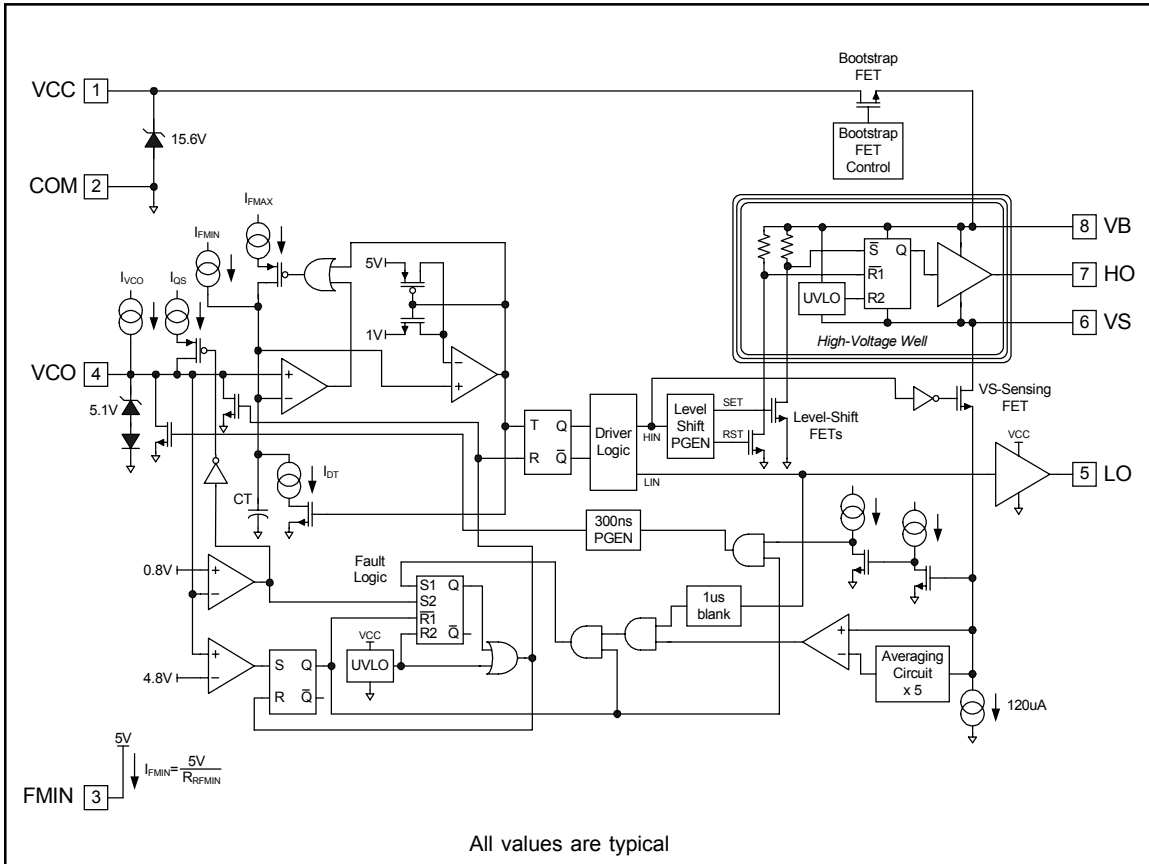 Bootstrap
FET
VCC 1
15.6V
Bootstrap
FET
Control
COM 2
IFMAX
IFMIN
IVCO
IQS
5V
1V
8 VB
S Q
R1
R2
UVLO
7 HO
6 VS
High-Voltage Well
VCO 4
5.1V
VS-Sensing
FET
T Q
R Q
Driver
Logic
HIN
LIN
Level
Shift
PGEN
SET
RST
Level-Shift
FETs
VCC
5 LO
IDT
CT
300ns
PGEN
0.8V
Fault
Logic
S1 Q
S2
R1
R2 Q
1us
blank
VCC
UVLO
4.8V
S Q
R Q
Averaging
Circuit
x 5
120uA
5V
IFMIN= 5V
RRFMIN
FMIN 3
All values are typical